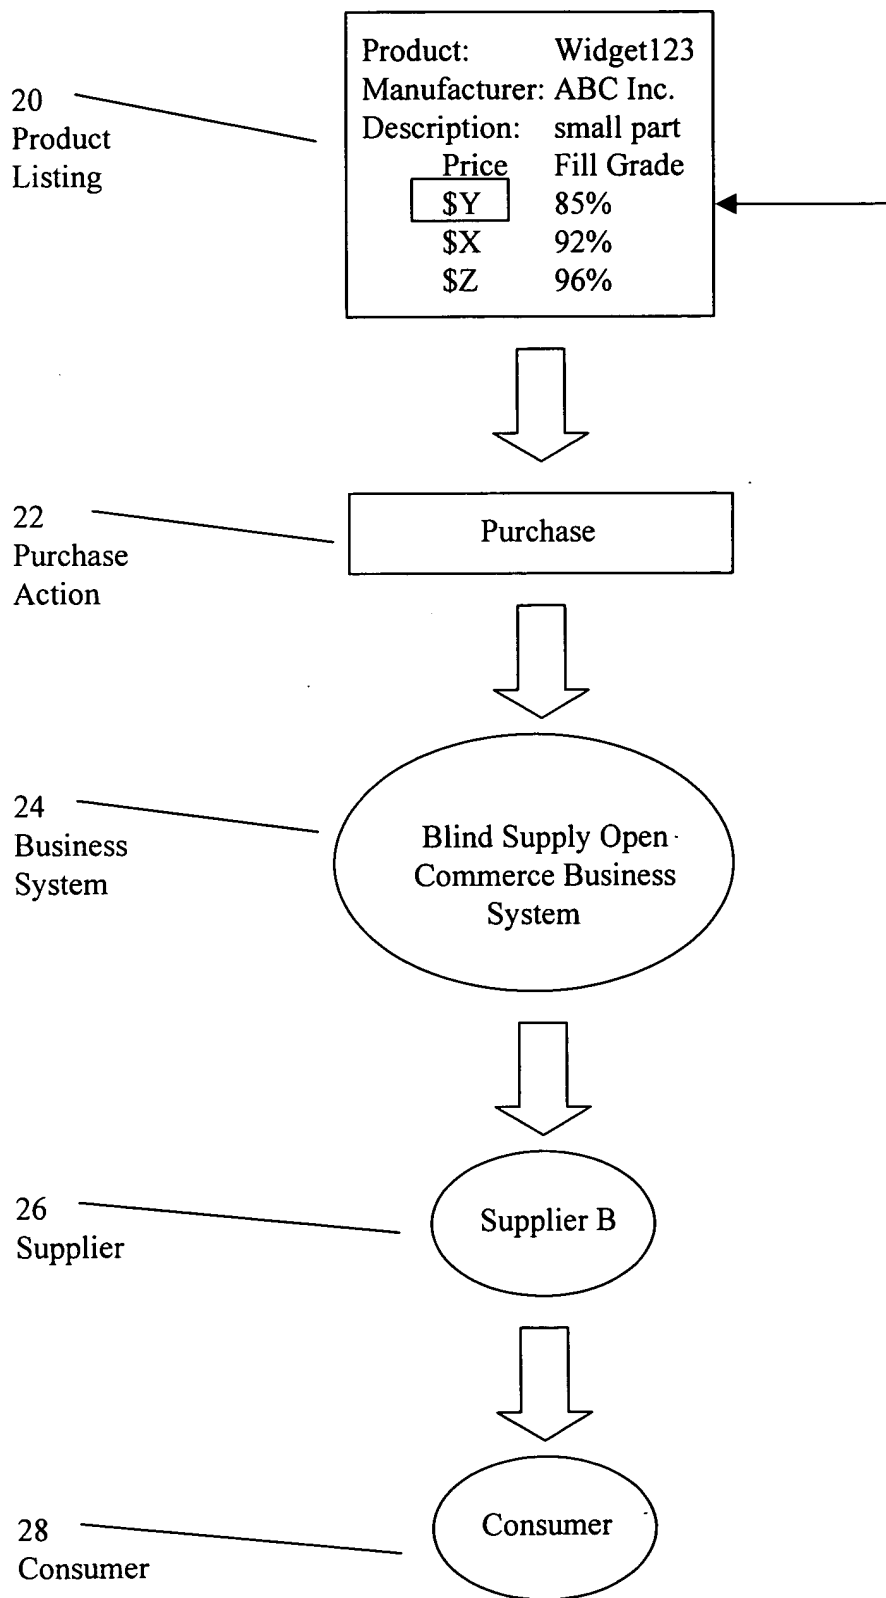 Product: Widget123
Manufacturer: ABC Inc.
Description: small part
Price Fill Grade
$Y 85%
$X 92%
$Z 96%
20
Product
Listing
Purchase
22
Purchase
Action
Blind Supply Open
Commerce Business
System
24
Business
System
Supplier B
26
Supplier
Consumer
28
Consumer